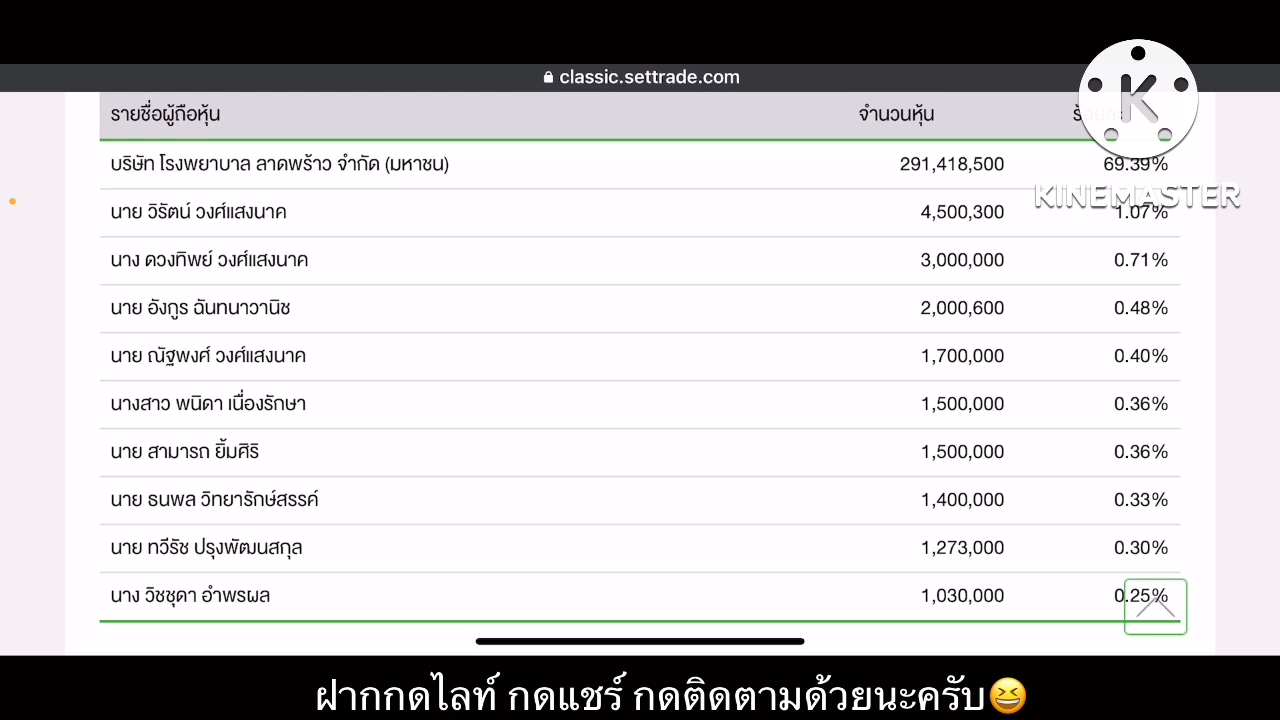 classic.settrade.com
รายชื่อผู้ถือหุ้น จำนวนหุ้น
บริษัท โรงพยาบาล ลาดพร้าว จำกัด (มหาชน) 291,418,500 69.39%
KINEMASTER
นาย วิรัตน์ วงศ์แสงนาค 4,500,300 1.07%
นาง ดวงทิพย์ วงศ์แสงนาค 3,000,000 0.71%
นาย อังกูร ฉันทนาวานิช 2,000,600 0.48%
นาย ณัฐพงศ์ วงศ์แสงนาค 1,700,000 0.40%
นางสาว พนิดา เนื่องรักษา 1,500,000 0.36%
นาย สามารถ ยิ้มศิริ 1,500,000 0.36%
นาย ธนพล วิทยารักษ์สรรค์ 1,400,000 0.33%
นาย ทวีรัช ปรุงพัฒนสกุล 1,273,000 0.30%
นาง วิชชุดา อำพรผล 1,030,000 0.25%
ฝากกดไลท์ กดแชร์ กดติดตามด้วยนะครับ😆